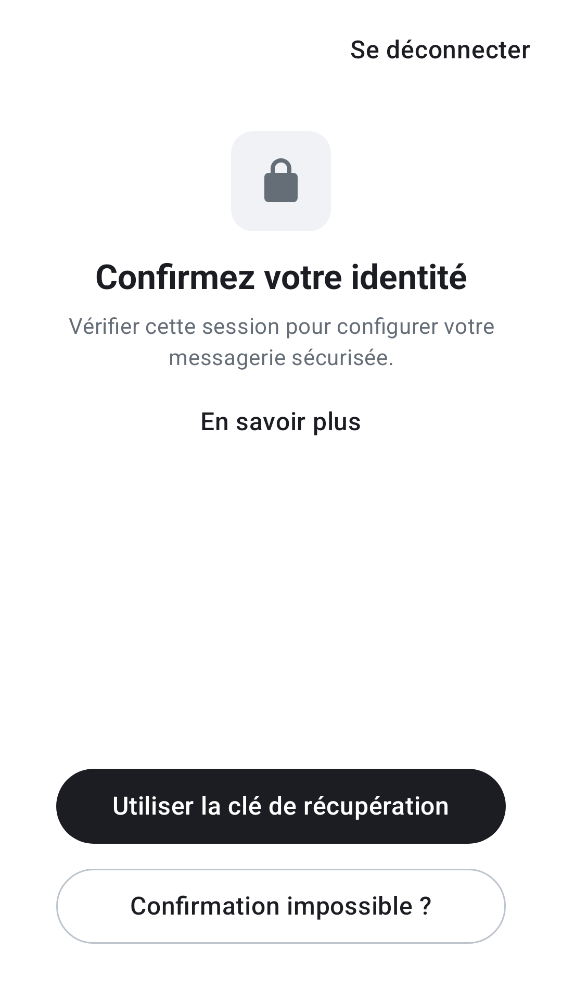 Se déconnecter
Confirmez votre identité
Vérifier cette session pour configurer votre
messagerie sécurisée.
En savoir plus
Utiliser la clé de récupération
Confirmation impossible ?